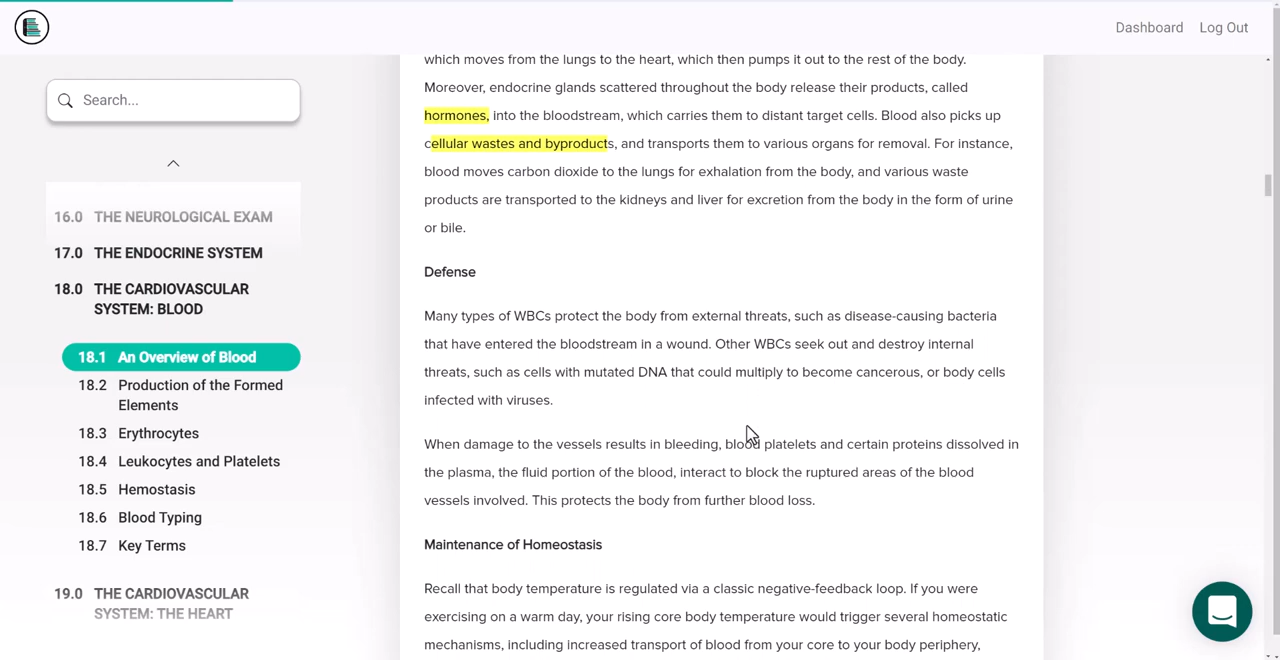 Dashboard Log Out
Search...
16.0 THE NEUROLOGICAL EXAM
17.0 THE ENDOCRINE SYSTEM
18.0 THE CARDIOVASCULAR
SYSTEM: BLOOD
18.1 An Overview of Blood
18.2 Production of the Formed
Elements
18.3 Erythrocytes
18.4 Leukocytes and Platelets
18.5 Hemostasis
18.6 Blood Typing
18.7 Key Terms
19.0 THE CARDIOVASCULAR
SYSTEM: THE HEART
which moves from the lungs to the heart, which then pumps it out to the rest of the body.
Moreover, endocrine glands scattered throughout the body release their products, called
hormones, into the bloodstream, which carries them to distant target cells. Blood also picks up
cellular wastes and byproducts, and transports them to various organs for removal. For instance,
blood moves carbon dioxide to the lungs for exhalation from the body, and various waste
products are transported to the kidneys and liver for excretion from the body in the form of urine
or bile.
Defense
Many types of WBCs protect the body from external threats, such as disease-causing bacteria
that have entered the bloodstream in a wound. Other WBCs seek out and destroy internal
threats, such as cells with mutated DNA that could multiply to become cancerous, or body cells
infected with viruses.
When damage to the vessels results in bleeding, blood platelets and certain proteins dissolved in
the plasma, the fluid portion of the blood, interact to block the ruptured areas of the blood
vessels involved. This protects the body from further blood loss.
Maintenance of Homeostasis
Recall that body temperature is regulated via a classic negative-feedback loop. If you were
exercising on a warm day, your rising core body temperature would trigger several homeostatic
mechanisms, including increased transport of blood from your core to your body periphery,